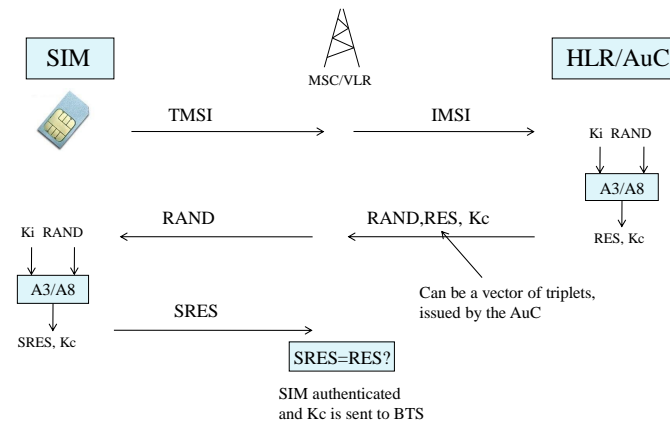 SIM
MSC/VLR
HLR/AuC
TMSI
IMSI
Ki RAND
A3/A8
RES, Kc
RAND
RAND,RES, Kc
Ki RAND
A3/A8
SRES, Kc
Can be a vector of triplets,
issued by the AuC
SRES
SRES=RES?
SIM authenticated
and Kc is sent to BTS